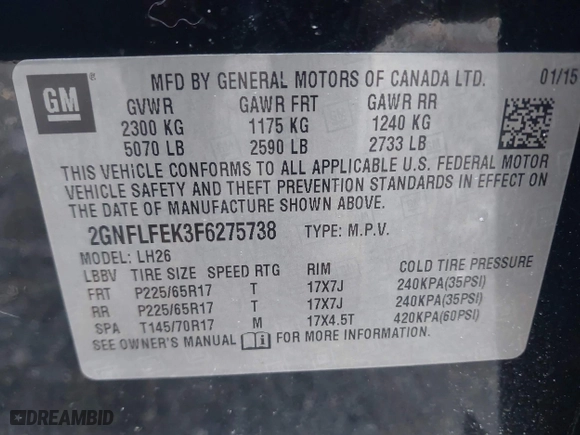 GM ®
MFD BY GENERAL MOTORS OF CANADA LTD. 01/15
GVWR GAWR FRT GAWR RR
2300 KG 1175 KG 1240 KG
5070 LB 2590 LB 2733 LB
THIS VEHICLE CONFORMS TO ALL APPLICABLE U.S. FEDERAL MOTOR
VEHICLE SAFETY AND THEFT PREVENTION STANDARDS IN EFFECT ON
THE DATE OF MANUFACTURE SHOWN ABOVE.
2GNFLFEK3F6275738 TYPE: M.P.V.
MODEL: LH26
LBBV TIRE SIZE SPEED RTG RIM COLD TIRE PRESSURE
FRT P225/65R17 T 17X7J 240KPA(35PSI)
RR P225/65R17 T 17X7J 240KPA(35PSI)
SPA T145/70R17 M 17X4.5T 420KPA(60PSI)
SEE OWNER'S MANUAL FOR MORE INFORMATION.
DREAMBID